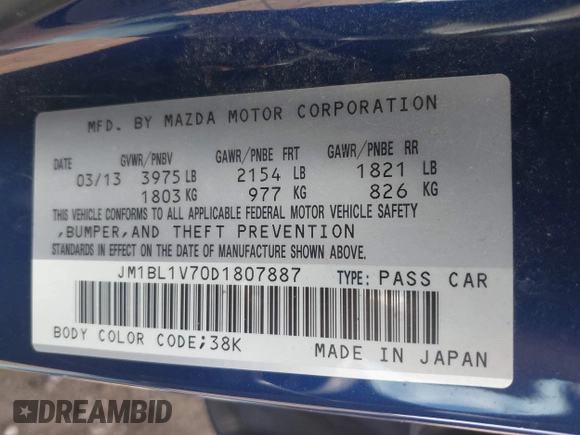 MFD. BY MAZDA MOTOR CORPORATION
DATE GVWR/PNBV GAWR/PNBE FRT GAWR/PNBE RR
03/13 3975 LB 2154 LB 1821 LB
1803 KG 977 KG 826 KG
THIS VEHICLE CONFORMS TO ALL APPLICABLE FEDERAL MOTOR VEHICLE SAFETY
,BUMPER,AND THEFT PREVENTION
STANDARDS IN EFFECT ON THE DATE OF MANUFACTURE SHOWN ABOVE.
JM1BL1V70D1807887 TYPE: PASS CAR
BODY COLOR CODE;38K MADE IN JAPAN
DREAMBID